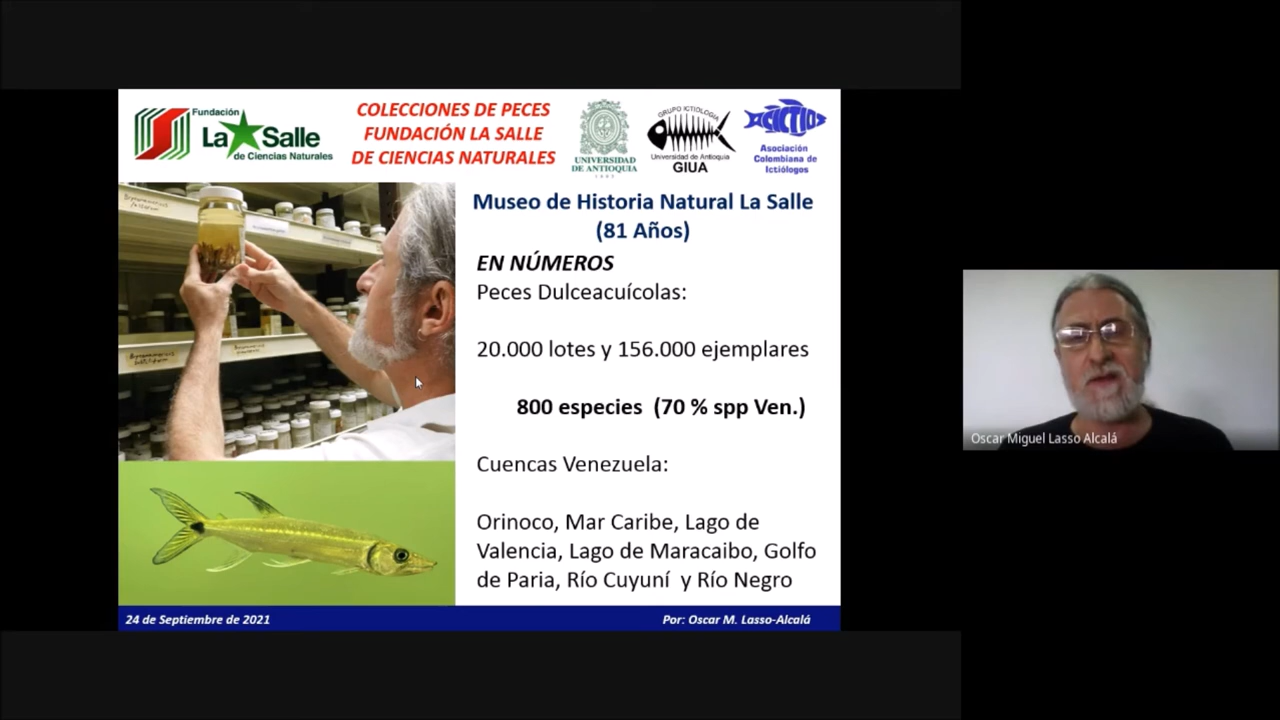 Fundación
La Salle
de Ciencias Naturales
COLECCIONES DE PECES
FUNDACIÓN LA SALLE
DE CIENCIAS NATURALES
UNIVERSIDAD
DE ANTIOQUIA
1803
GRUPO ICTIOLOGÍA
Universidad de Antioquia
GIUA
ACICTIOS
Asociación
Colombiana de
Ictiólogos
Museo de Historia Natural La Salle
(81 Años)
EN NÚMEROS
Peces Dulceacuícolas:
20.000 lotes y 156.000 ejemplares
800 especies (70 % spp Ven.)
Cuencas Venezuela:
Orinoco, Mar Caribe, Lago de
Valencia, Lago de Maracaibo, Golfo
de Paria, Río Cuyuní y Río Negro
24 de Septiembre de 2021
Por: Oscar M. Lasso-Alcalá
Oscar Miguel Lasso Alcalá